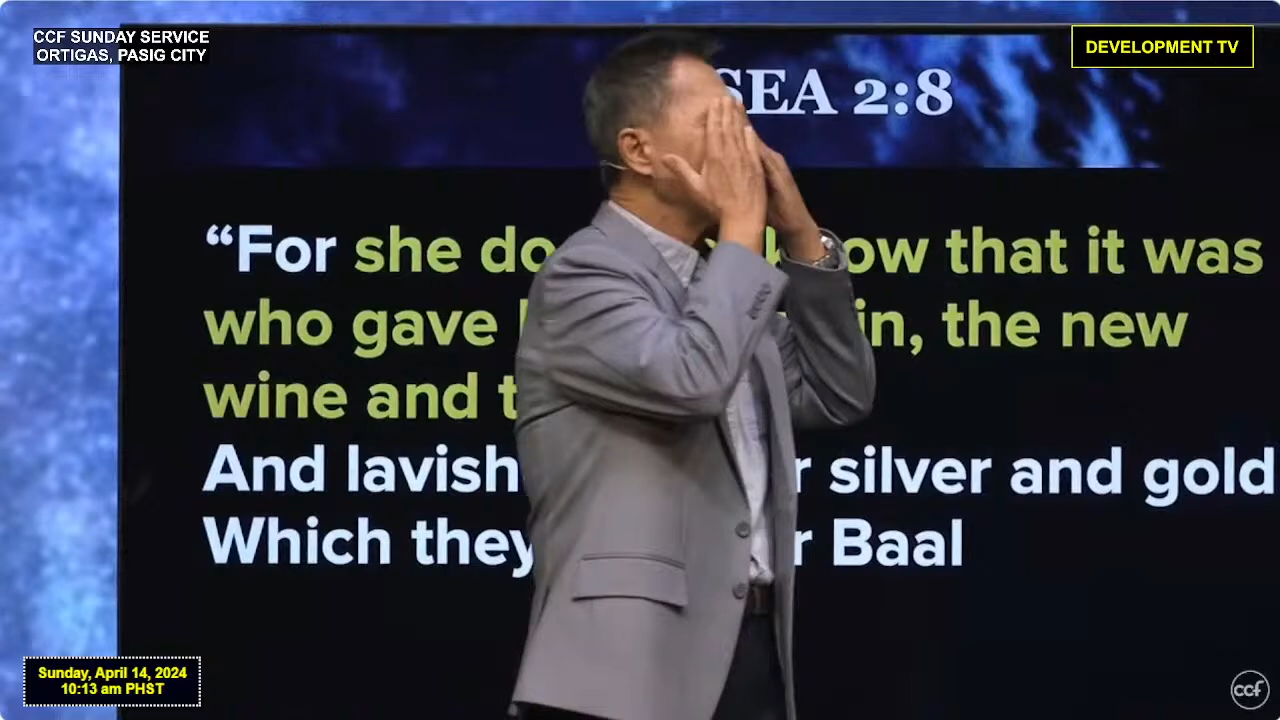 CCF SUNDAY SERVICE
ORTIGAS, PASIG CITY
DEVELOPMENT TV
SEA 2:8
“For she do ow that it was
who gave in, the new
wine and t
And lavish r silver and gold
Which they r Baal
Sunday, April 14, 2024
10:13 am PHST
ccf